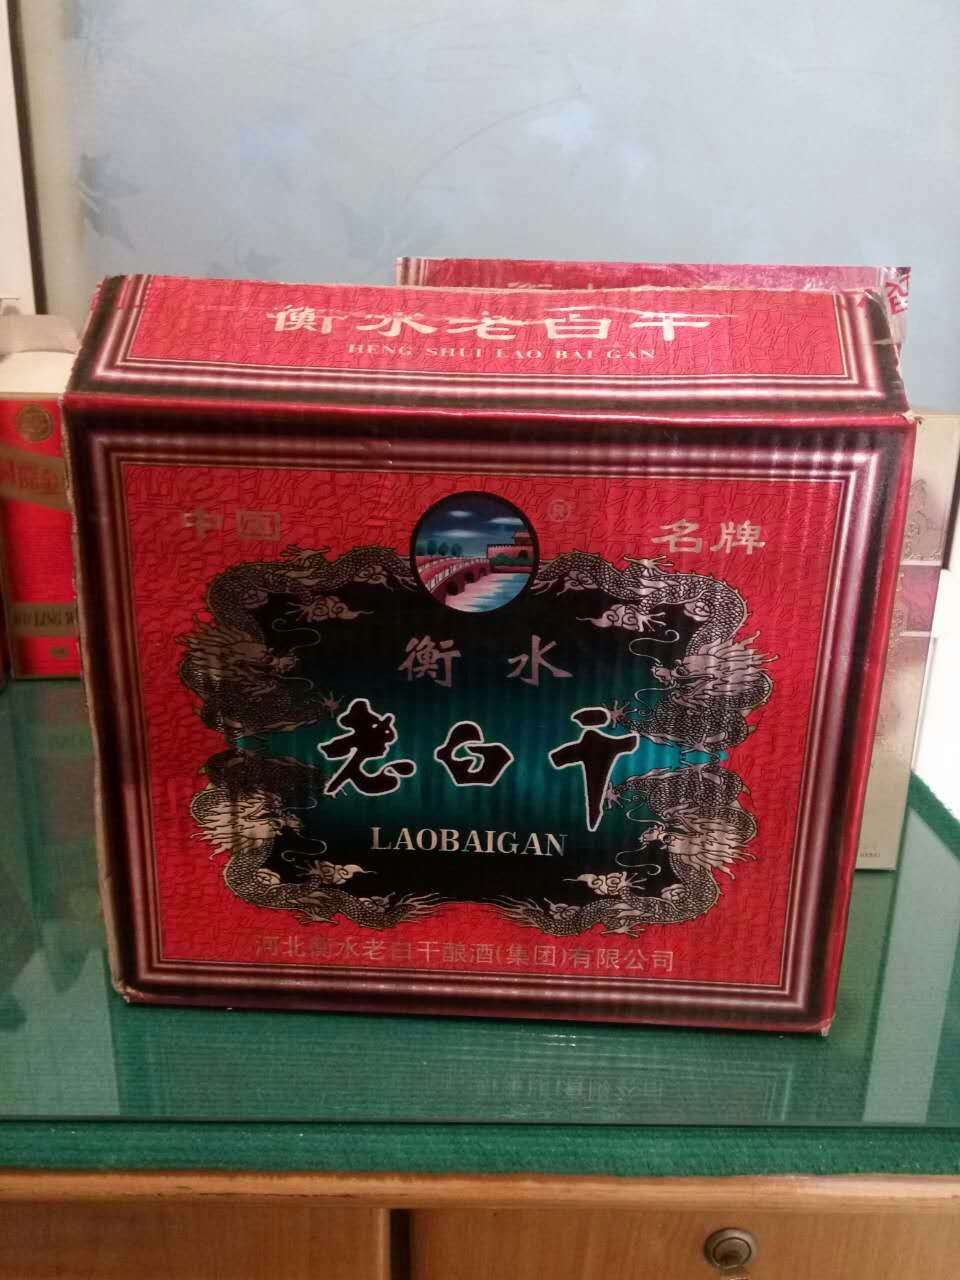 衡水老白干
HENG SHUI LAO BAI GAN
中国 ® 名牌
衡水
老白干
LAOBAIGAN
河北衡水老白干酿酒(集团)有限公司